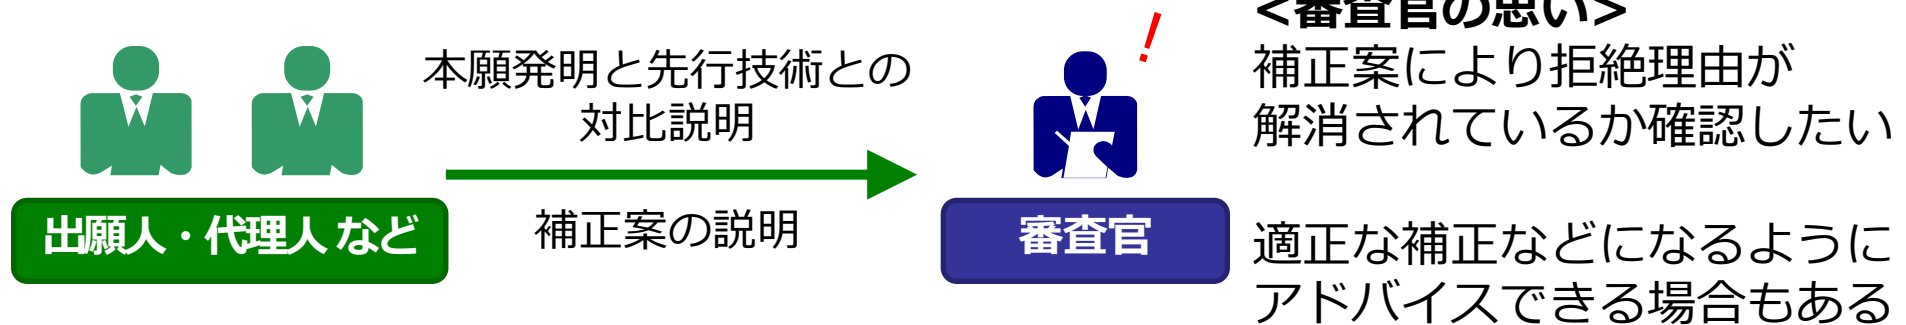 本願発明と先行技術との
対比説明
補正案の説明
出願人・代理人 など
!
審査官
<審査官の思い>
補正案により拒絶理由が
解消されているか確認したい
適正な補正などになるように
アドバイスできる場合もある